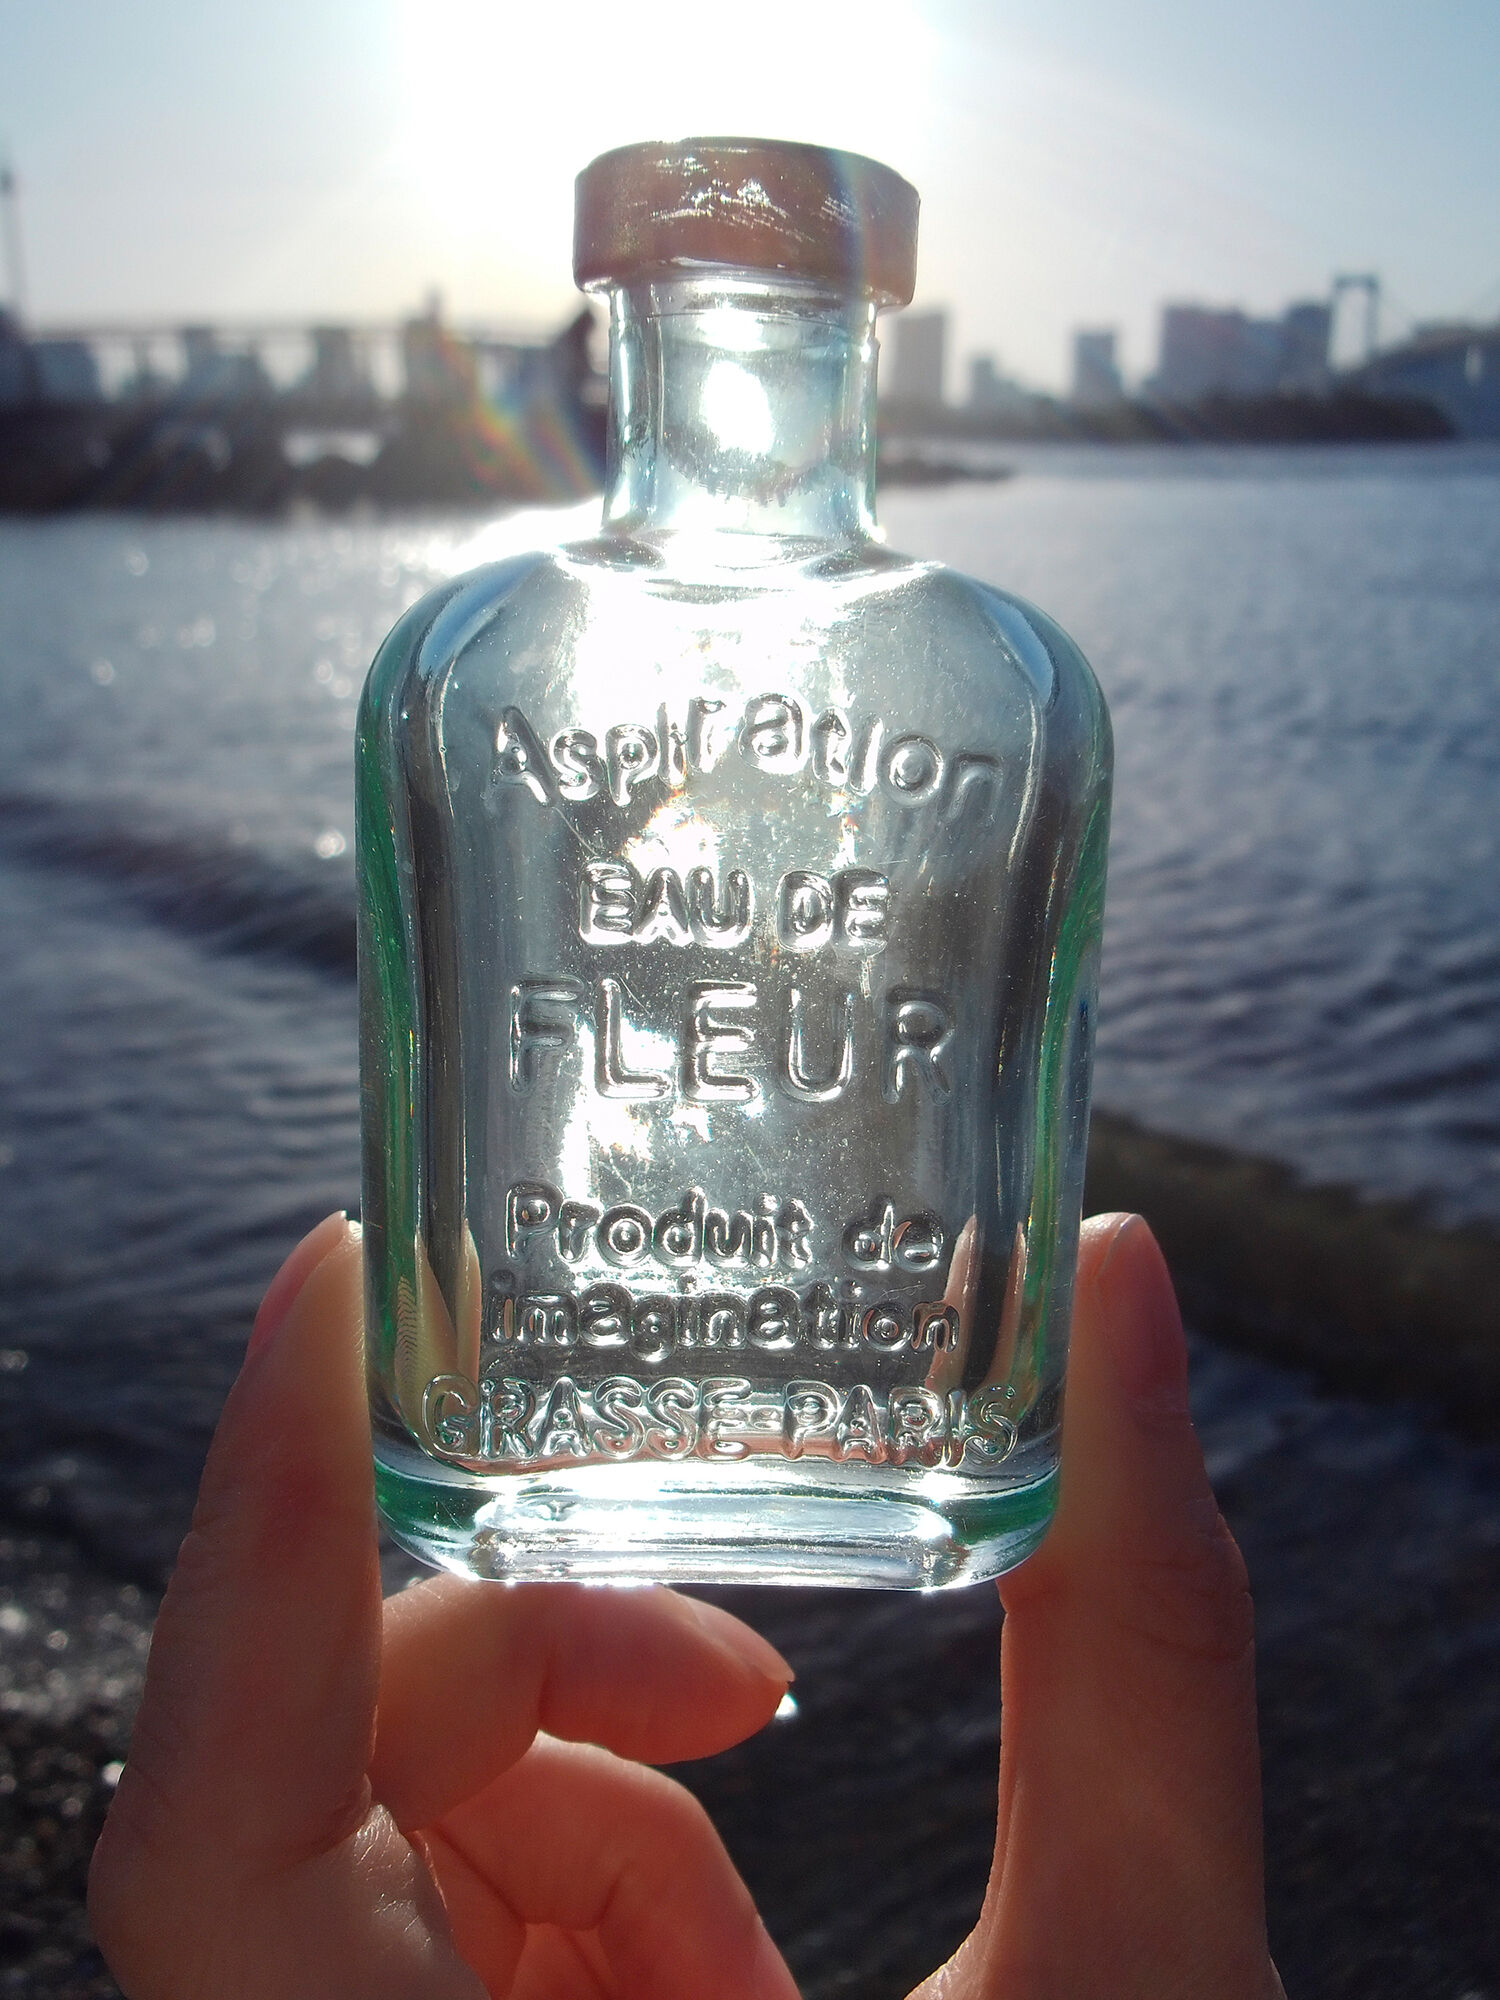 Aspiration
EAU DE
FLEUR
Produit de
imagination
GRASSE-PARIS